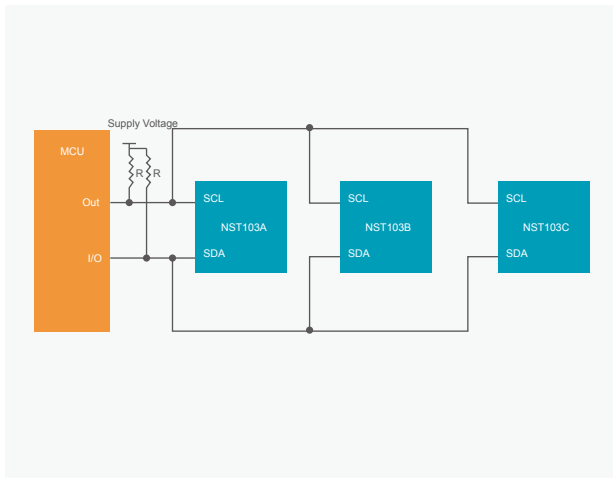 Supply Voltage
MCU
R R
Out
I/O
SCL
NST103A
SDA
SCL
NST103B
SDA
SCL
NST103C
SDA